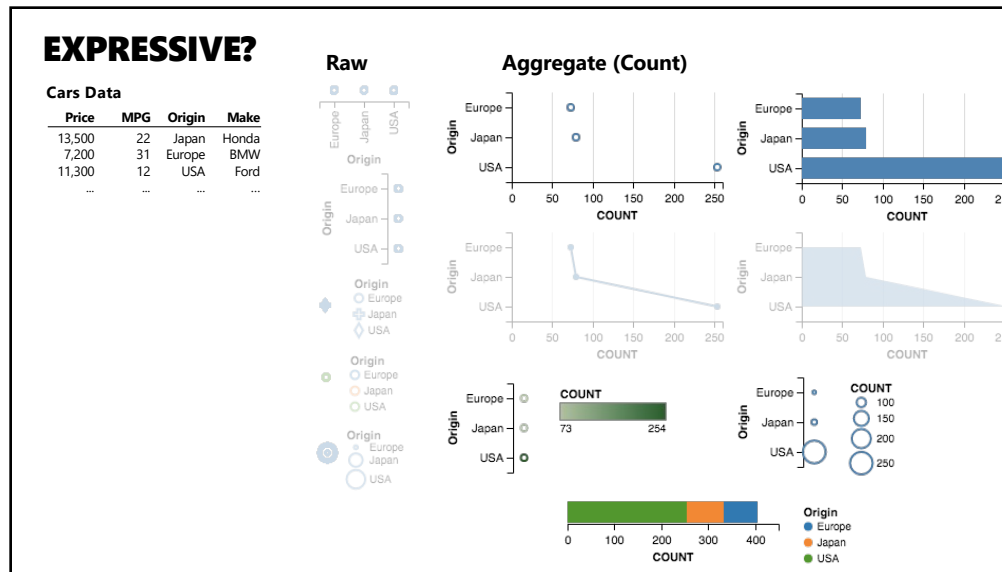 EXPRESSIVE?
Cars Data
Price MPG Origin Make
13,500 22 Japan Honda
7,200 31 Europe BMW
11,300 12 USA Ford
... ... ... ...
Raw
Europe Japan USA
Origin
Origin
Europe
Japan
USA
Origin
Europe
Japan
USA
Origin
Europe
Japan
USA
Origin
Europe
Japan
USA
Aggregate (Count)
Origin
Europe
Japan
USA
0 50 100 150 200 250
COUNT
Origin
Europe
Japan
USA
0 50 100 150 200
COUNT
Origin
Europe
Japan
USA
0 50 100 150 200 250
COUNT
Origin
Europe
Japan
USA
0 50 100 150 200
COUNT
Origin
Europe
Japan
USA
COUNT
73 254
Origin
Europe
Japan
USA
COUNT
100
150
200
250
0 100 200 300 400
COUNT
Origin
Europe
Japan
USA